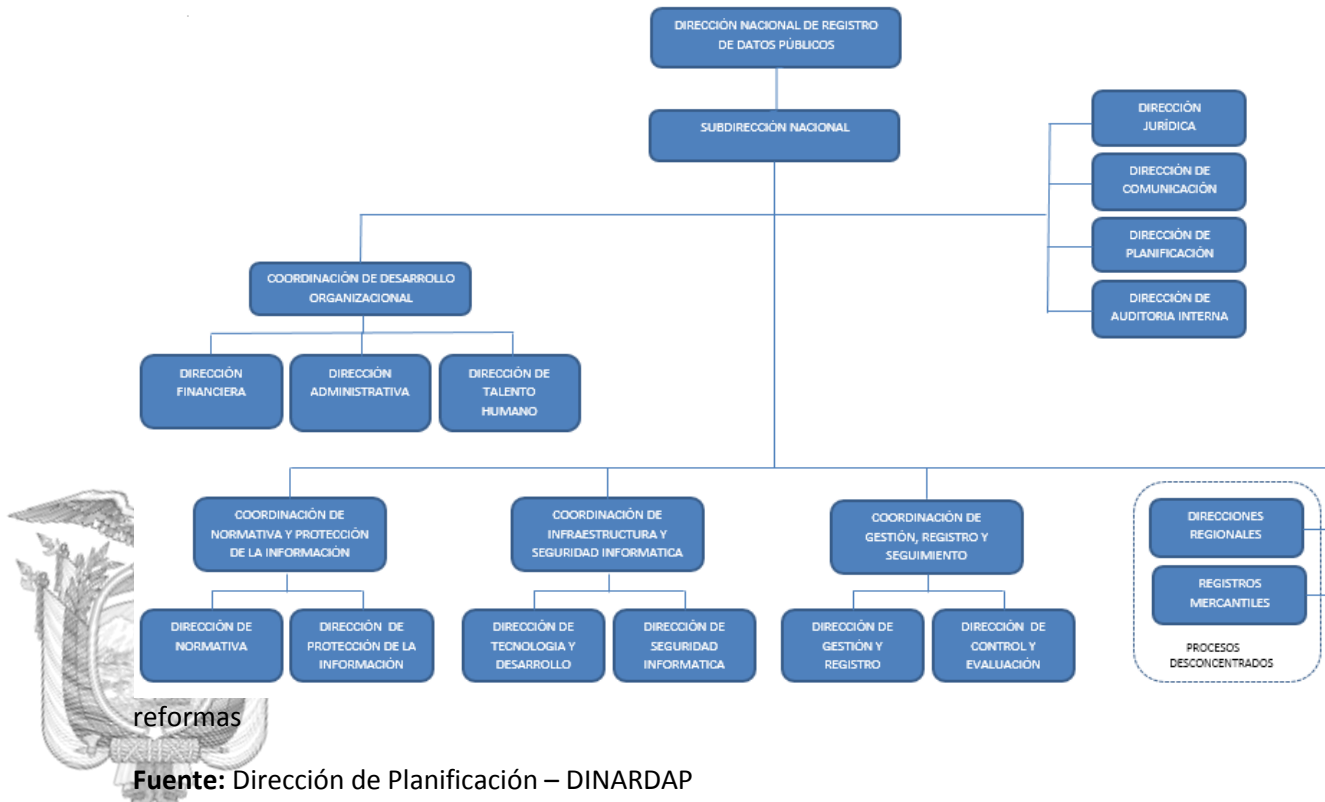 DIRECCIÓN NACIONAL DE REGISTRO
DE DATOS PÚBLICOS
SUBDIRECCIÓN NACIONAL
DIRECCIÓN
JURÍDICA
DIRECCIÓN DE
COMUNICACIÓN
DIRECCIÓN DE
PLANIFICACIÓN
DIRECCIÓN DE
AUDITORIA INTERNA
COORDINACIÓN DE DESARROLLO
ORGANIZACIONAL
DIRECCIÓN
FINANCIERA
DIRECCIÓN
ADMINISTRATIVA
DIRECCIÓN DE
TALENTO
HUMANO
COORDINACIÓN DE
NORMATIVA Y PROTECCIÓN
DE LA INFORMACIÓN
COORDINACIÓN DE
INFRAESTRUCTURA Y
SEGURIDAD INFORMATICA
COORDINACIÓN DE
GESTIÓN, REGISTRO Y
SEGUIMIENTO
DIRECCIONES
REGIONALES
REGISTROS
MERCANTILES
PROCESOS
DESCONCENTRADOS
DIRECCIÓN DE
NORMATIVA
DIRECCIÓN DE
PROTECCIÓN DE LA
INFORMACIÓN
DIRECCIÓN DE
TECNOLOGIA Y
DESARROLLO
DIRECCIÓN DE
SEGURIDAD
INFORMATICA
DIRECCIÓN DE
GESTIÓN Y
REGISTRO
DIRECCIÓN DE
CONTROL Y
EVALUACIÓN
reformas
Fuente: Dirección de Planificación – DINARDAP